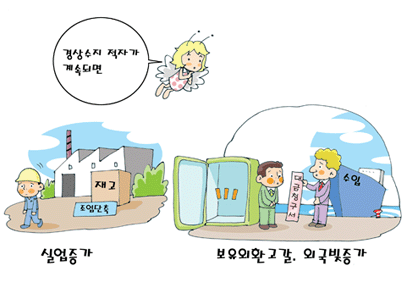 경상수지 적자가
계속되면
재고
조업단축
대금청구서
수입
실업증가
보유외환고갈, 외국빚증가